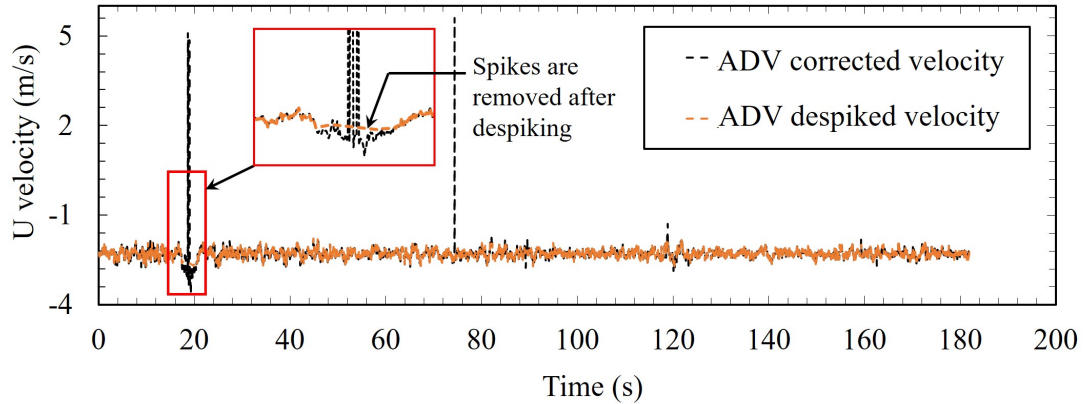 5
2
-1
-4
U velocity (m/s)
Spikes are
removed after
despiking
ADV corrected velocity
ADV despiked velocity
0 20 40 60 80 100 120 140 160 180 200
Time (s)